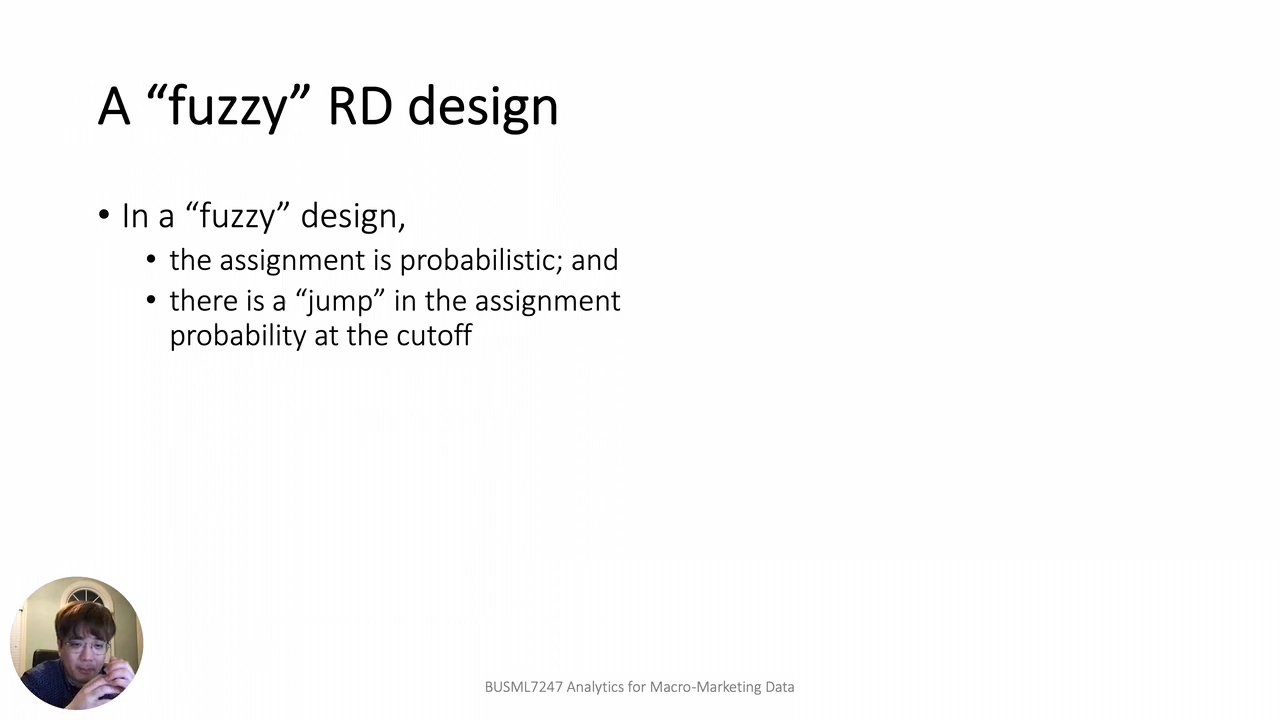 A “fuzzy” RD design
• In a “fuzzy” design,
• the assignment is probabilistic; and
• there is a “jump” in the assignment
probability at the cutoff
BUSML7247 Analytics for Macro-Marketing Data